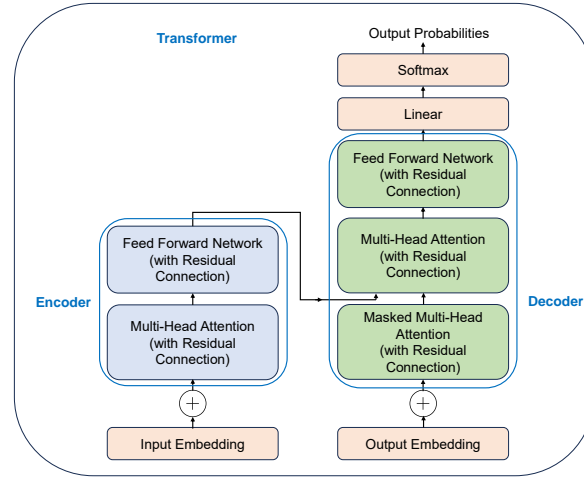 Transformer
Output Probabilities
Softmax
Linear
Feed Forward Network
(with Residual
Connection)
Multi-Head Attention
(with Residual
Connection)
Masked Multi-Head
Attention
(with Residual
Connection)
Decoder
Output Embedding
Feed Forward Network
(with Residual
Connection)
Encoder
Multi-Head Attention
(with Residual
Connection)
Input Embedding